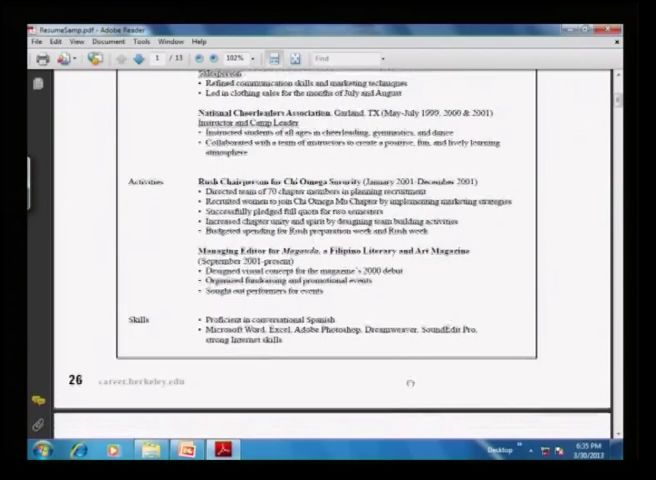 ResumeSamp.pdf - Adobe Reader
File Edit View Document Tools Window Help
1 / 13 102% Find
Salesperson
• Refined communication skills and marketing techniques
• Led in clothing sales for the months of July and August
National Cheerleaders Association, Garland, TX (May-July 1999, 2000 & 2001)
Instructor and Camp Leader
• Instructed students of all ages in cheerleading, gymnastics, and dance
• Collaborated with a team of instructors to create a positive, fun, and lively learning
atmosphere
Activities Rush Chairperson for Chi Omega Sorority (January 2001-December 2001)
• Directed team of 70 chapter members in planning recruitment
• Recruited women to join Chi Omega Mu Chapter by implementing marketing strategies
• Successfully pledged full quota for two semesters
• Increased chapter unity and spirit by designing team building activities
• Budgeted spending for Rush preparation week and Rush week
Managing Editor for Maganda, a Filipino Literary and Art Magazine
(September 2001-present)
• Designed visual concept for the magazine's 2000 debut
• Organized fundraising and promotional events
• Sought out performers for events
Skills • Proficient in conversational Spanish
• Microsoft Word, Excel, Adobe Photoshop, Dreamweaver, SoundEdit Pro,
strong Internet skills
26 career.berkeley.edu
Desktop 6:35 PM
3/30/2013